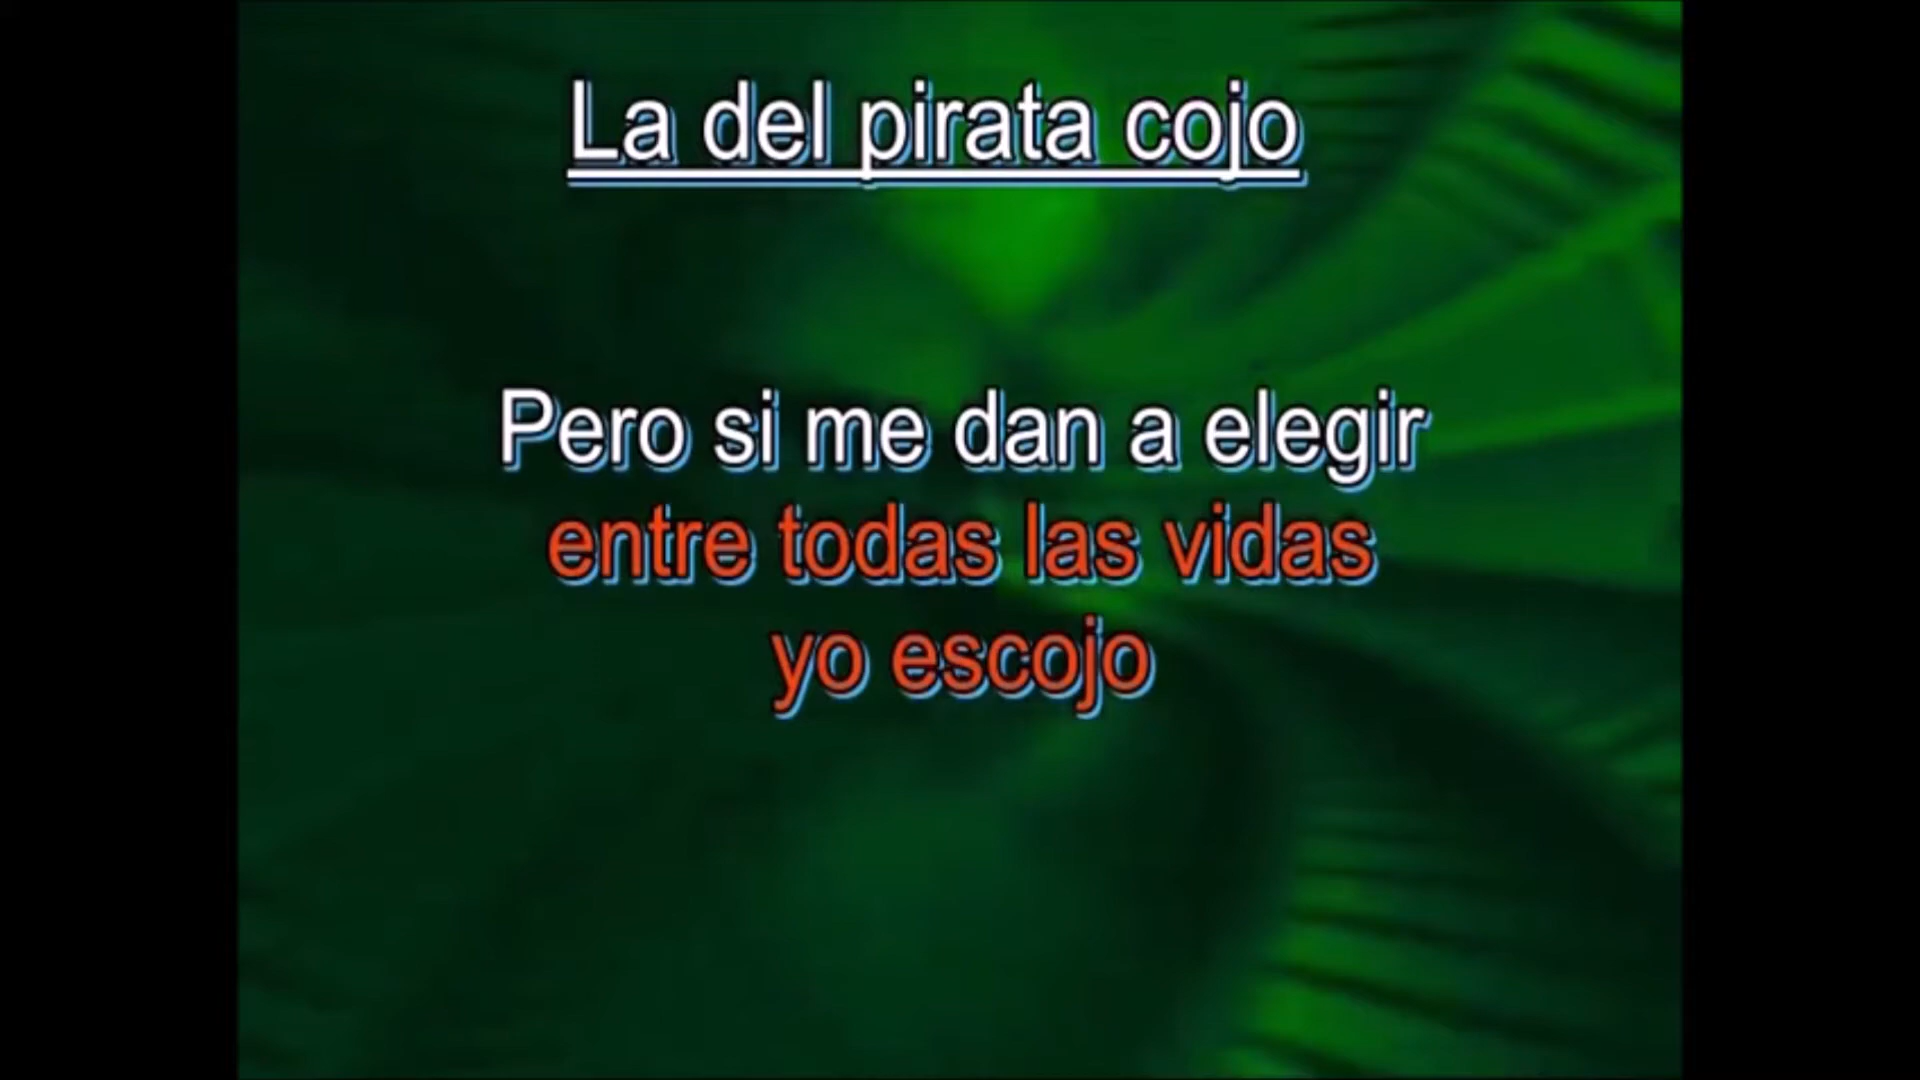 La del pirata cojo
Pero si me dan a elegir
entre todas las vidas
yo escojo